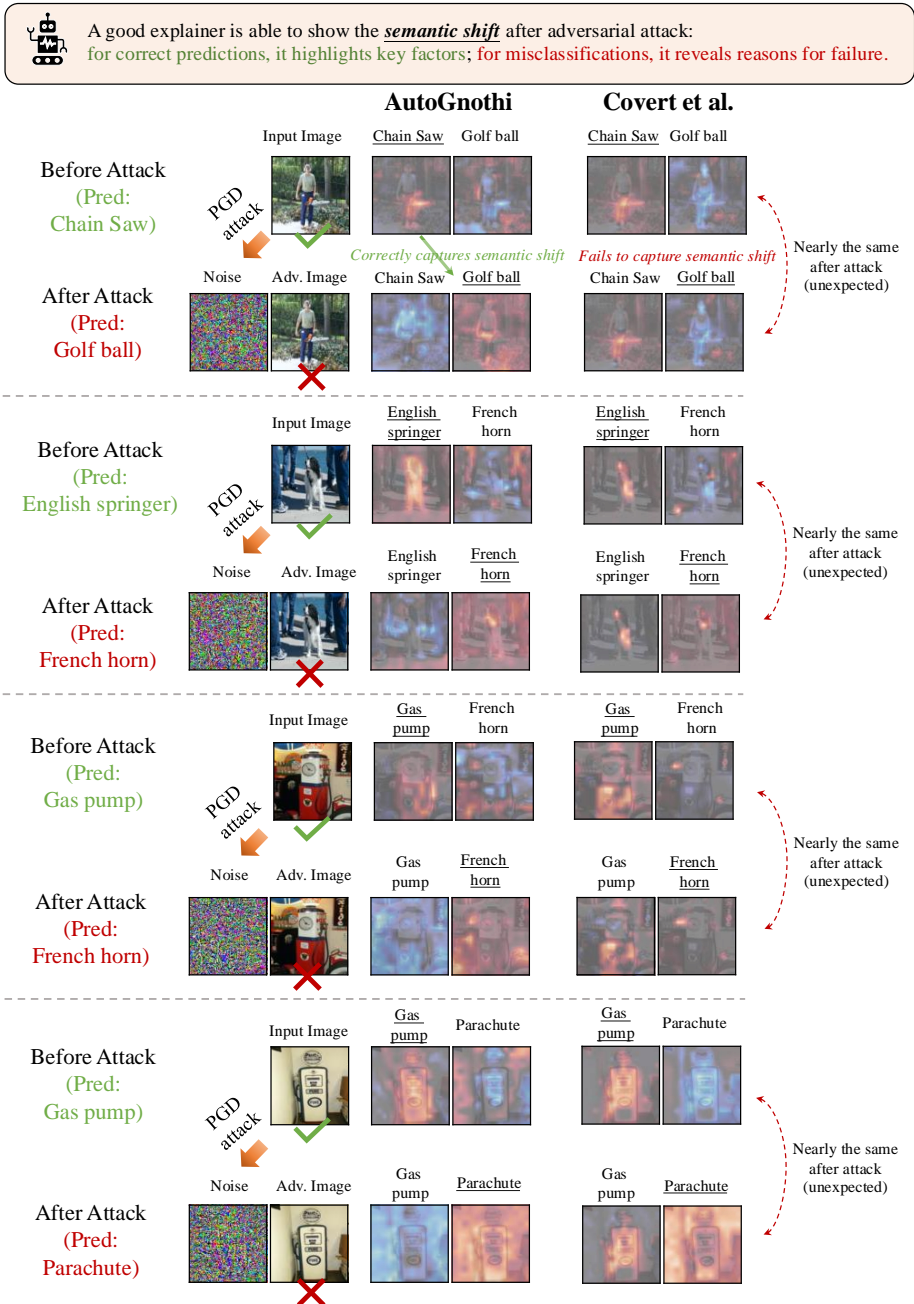 A good explainer is able to show the semantic shift after adversarial attack:
for correct predictions, it highlights key factors; for misclassifications, it reveals reasons for failure.
AutoGnothi
Covert et al.
Input Image
Chain Saw
Golf ball
Chain Saw
Golf ball
Before Attack
(Pred:
Chain Saw)
PGD
attack
Correctly captures semantic shift
Fails to capture semantic shift
Nearly the same
after attack
(unexpected)
Noise
Adv. Image
Chain Saw
Golf ball
Chain Saw
Golf ball
After Attack
(Pred:
Golf ball)
Input Image
English
springer
French
horn
English
springer
French
horn
Before Attack
(Pred:
English springer)
PGD
attack
Nearly the same
after attack
(unexpected)
Noise
Adv. Image
English
springer
French
horn
English
springer
French
horn
After Attack
(Pred:
French horn)
Input Image
Gas
pump
French
horn
Gas
pump
French
horn
Before Attack
(Pred:
Gas pump)
PGD
attack
Nearly the same
after attack
(unexpected)
Noise
Adv. Image
Gas
pump
French
horn
Gas
pump
French
horn
After Attack
(Pred:
French horn)
Input Image
Gas
pump
Parachute
Gas
pump
Parachute
Before Attack
(Pred:
Gas pump)
PGD
attack
Nearly the same
after attack
(unexpected)
Noise
Adv. Image
Gas
pump
Parachute
Gas
pump
Parachute
After Attack
(Pred:
Parachute)